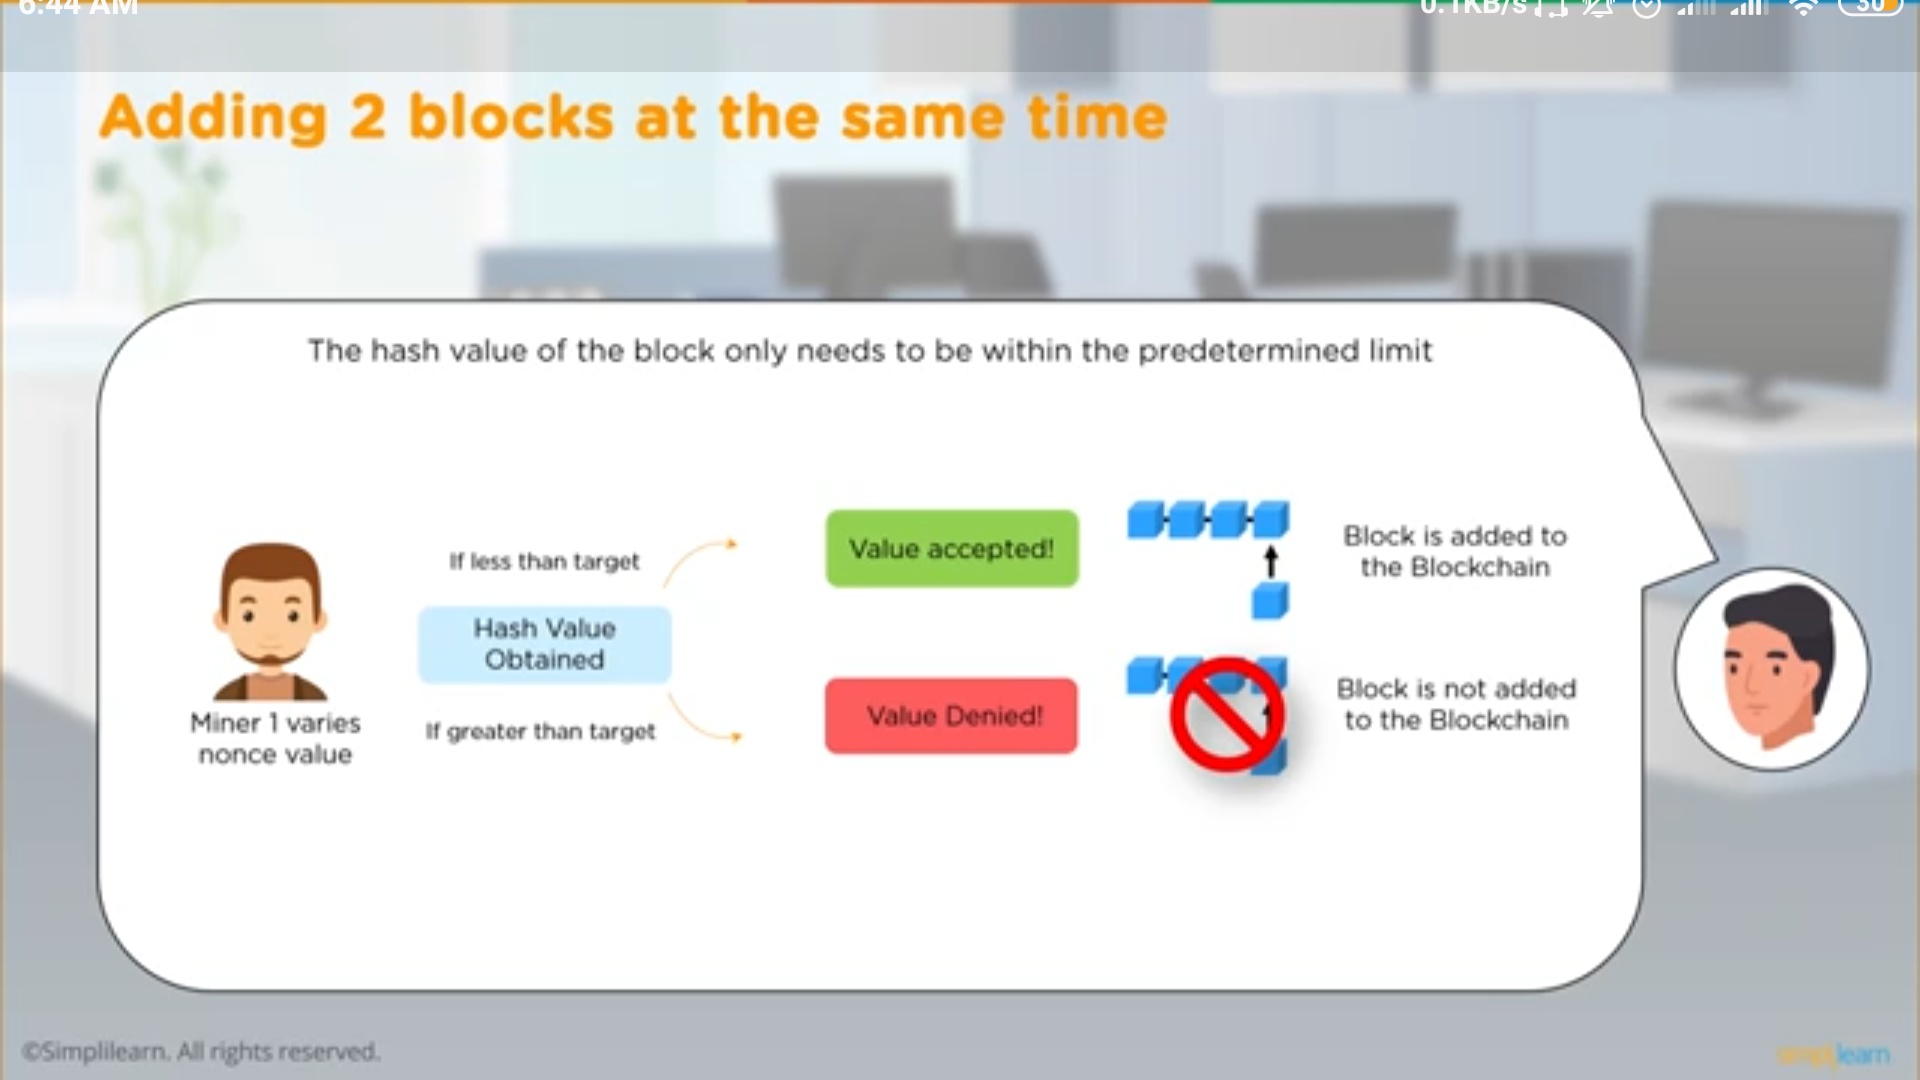 6:44 AM
0.1KB/s
30
Adding 2 blocks at the same time
The hash value of the block only needs to be within the predetermined limit
If less than target
Value accepted!
Block is added to
the Blockchain
Hash Value
Obtained
Miner 1 varies
nonce value
If greater than target
Value Denied!
Block is not added
to the Blockchain
©Simplilearn. All rights reserved.
simplilearn